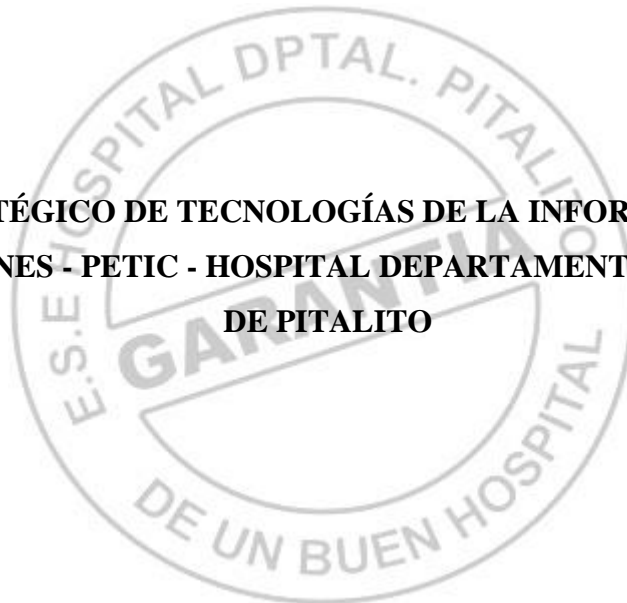 E.S.E HOSPITAL DPTAL. PITALITO
TÉGICO DE TECNOLOGÍAS DE LA INFOR
NES - PETIC - HOSPITAL DEPARTAMENT
DE PITALITO
GARANTIA
DE UN BUEN HOSPITAL